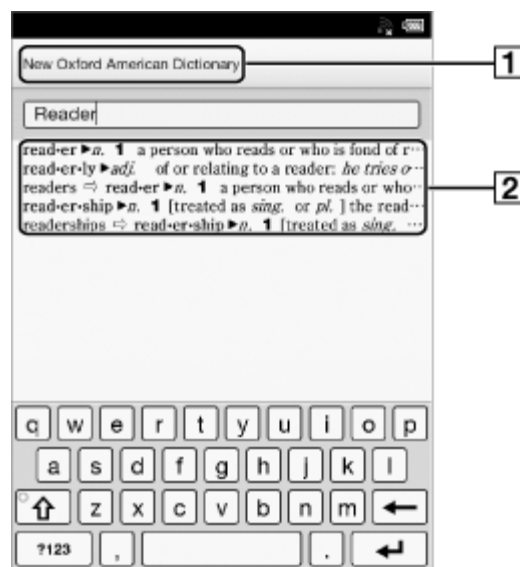 New Oxford American Dictionary
1
Reader
read·er ▶n. 1 a person who reads or who is fond of r···
read·er·ly ▶adj. of or relating to a reader: he tries o···
readers ⇨ read·er ▶n. 1 a person who reads or who···
read·er·ship ▶n. 1 [treated as sing. or pl. ] the read···
readerships ⇨ read·er·ship ▶n. 1 [treated as sing. ···
2
q w e r t y u i o p
a s d f g h j k l
z x c v b n m
?123 , .